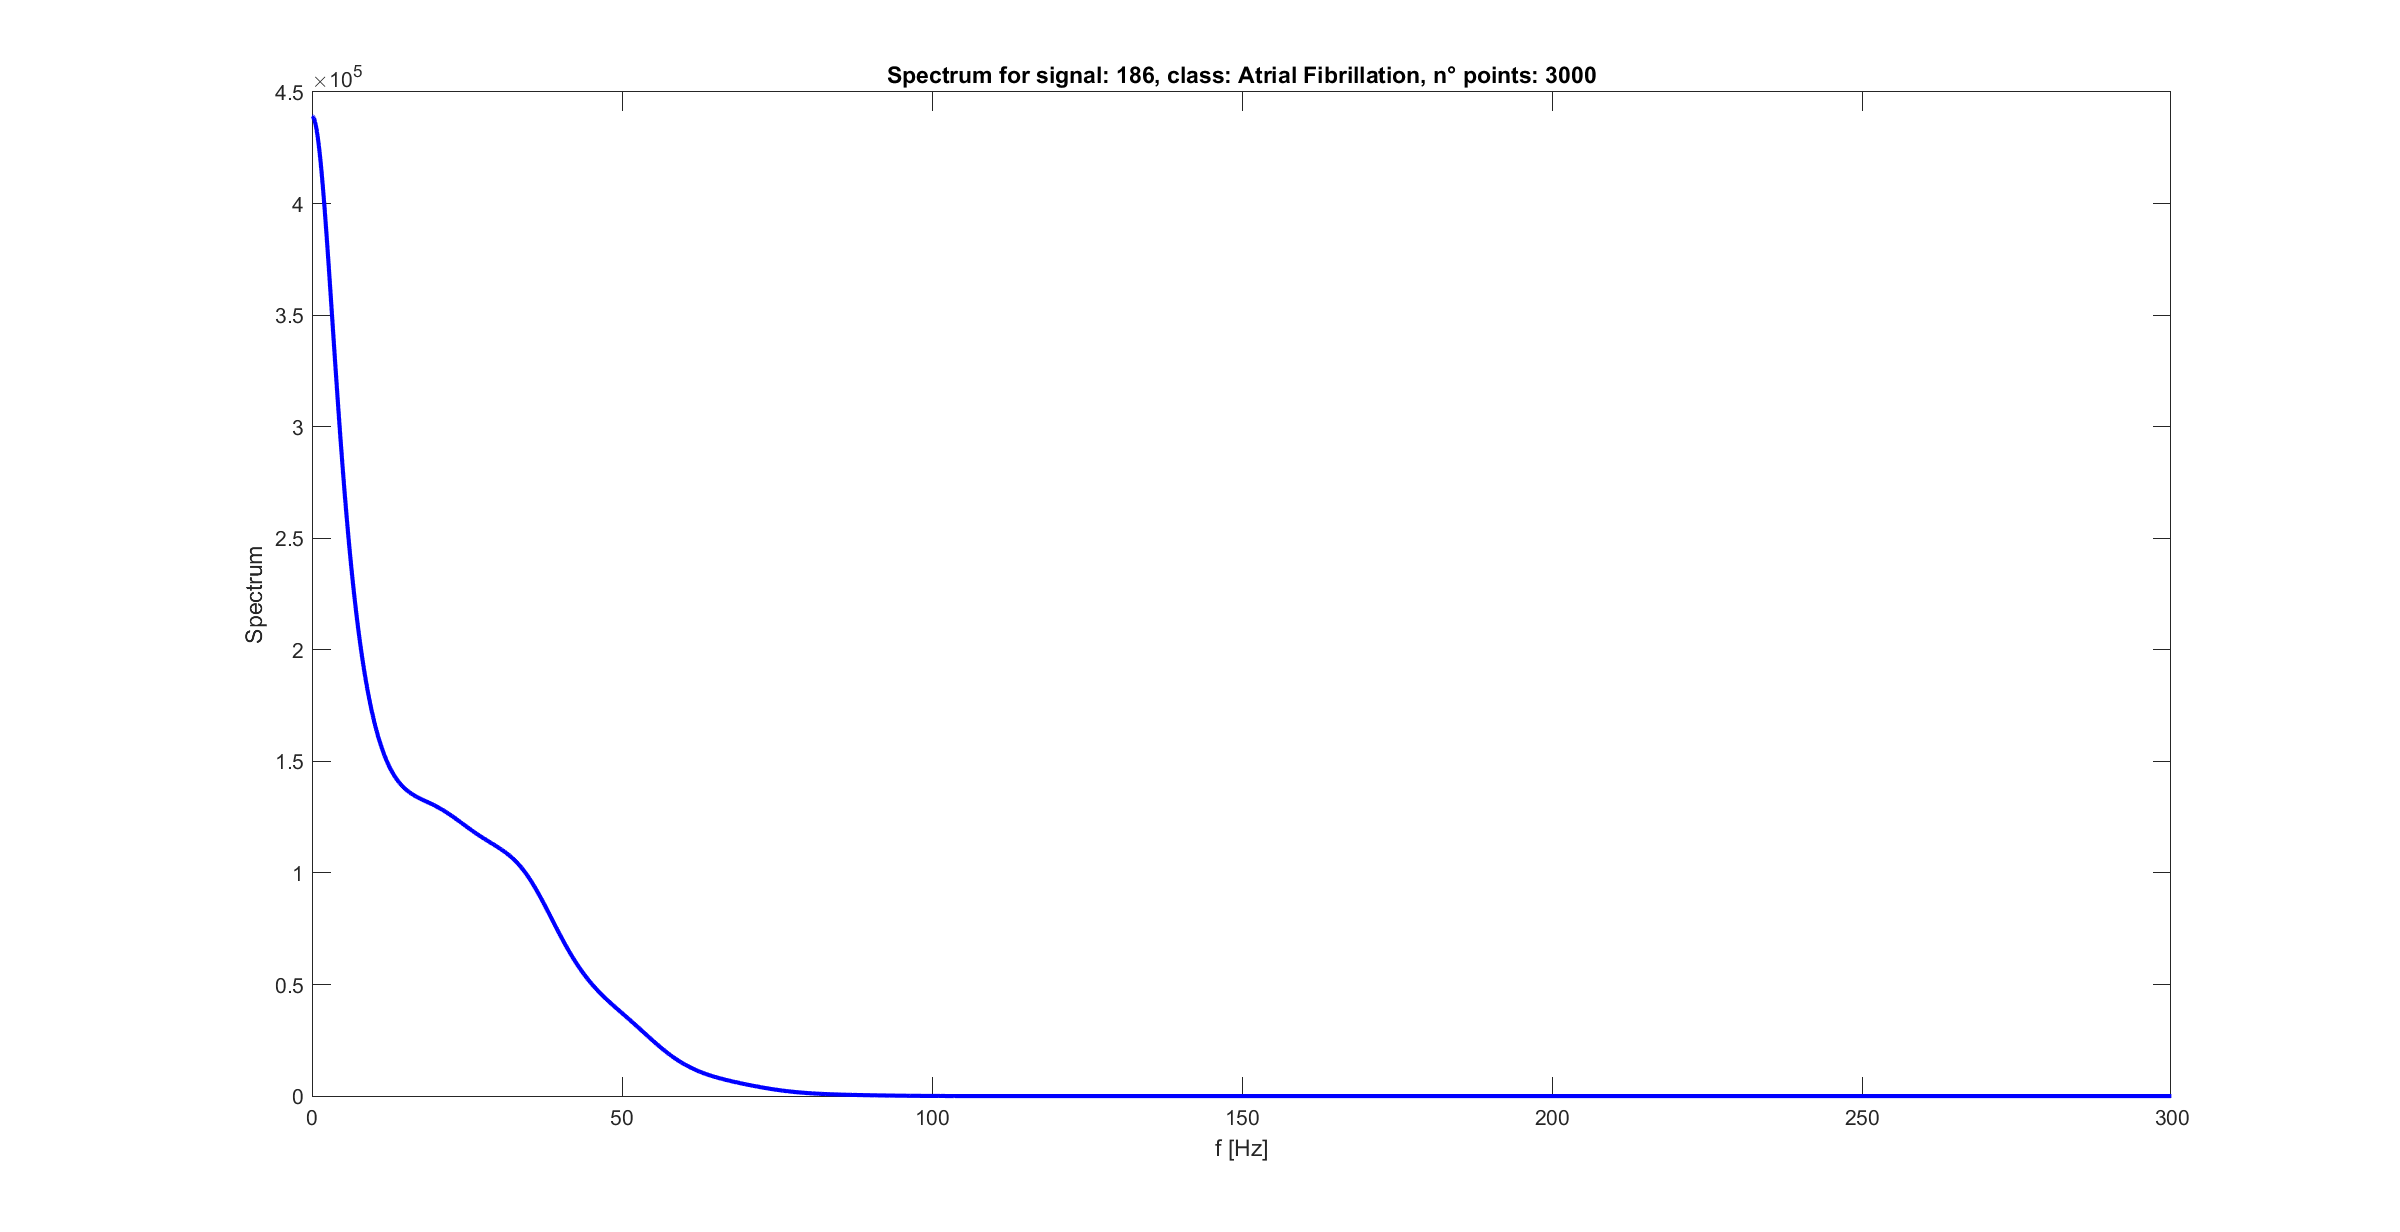 Spectrum for signal: 186, class: Atrial Fibrillation, n° points: 3000
×10^5
4.5
4
3.5
3
2.5
2
1.5
1
0.5
0
Spectrum
0 50 100 150 200 250 300
f [Hz]